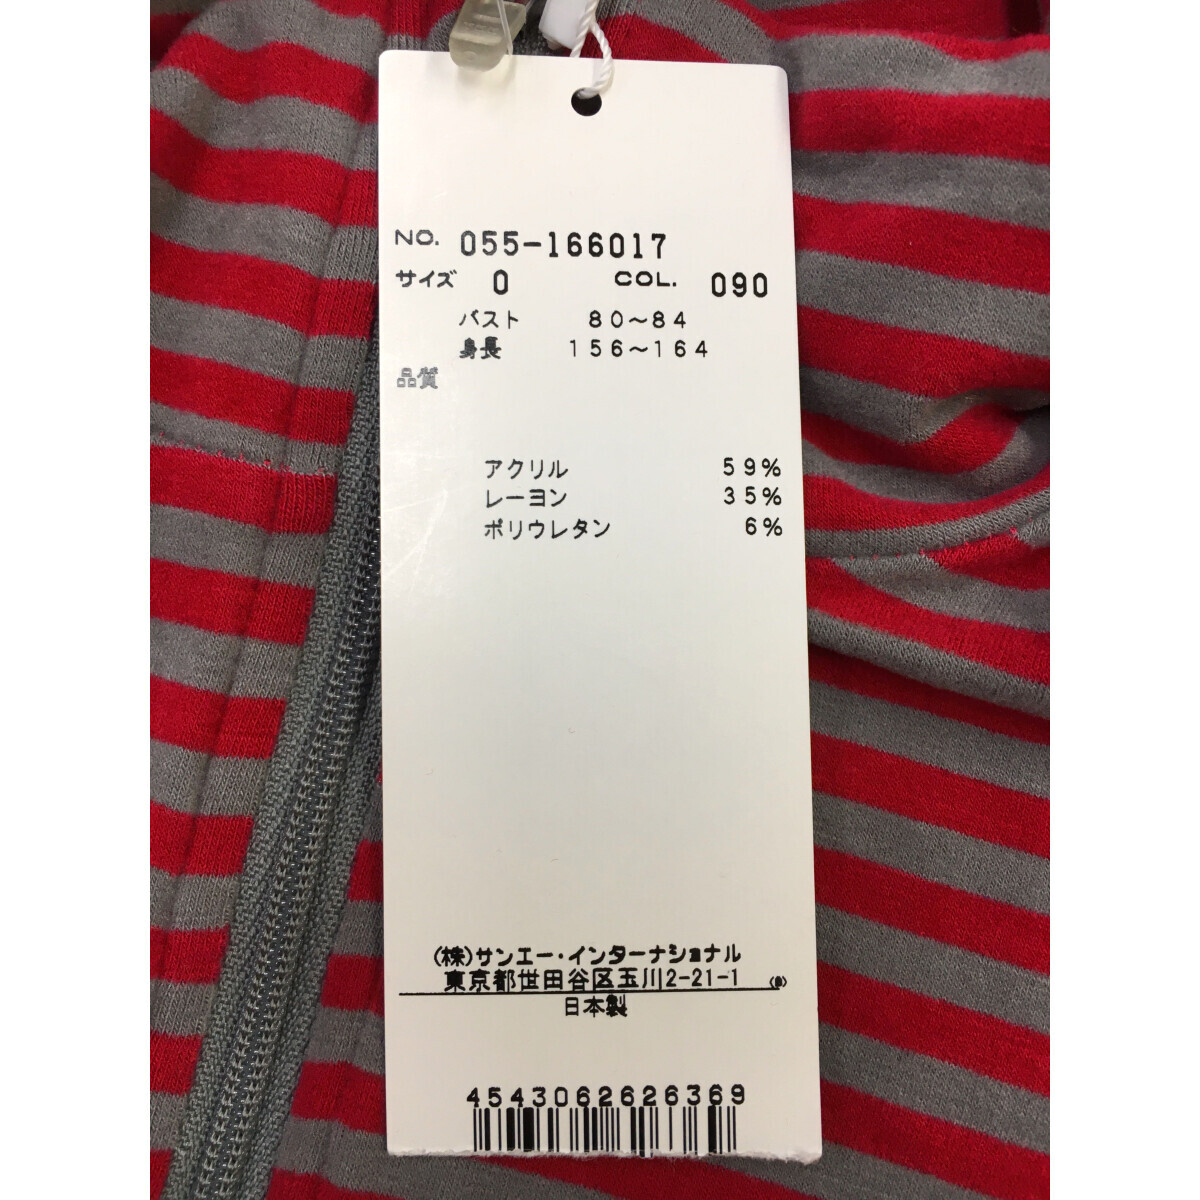 NO. 055-166017
サイズ 0 COL. 090
バスト 80〜84
身長 156〜164
品質
アクリル 59%
レーヨン 35%
ポリウレタン 6%
(株)サンエー・インターナショナル
東京都世田谷区玉川2-21-1
日本製
4543062626369